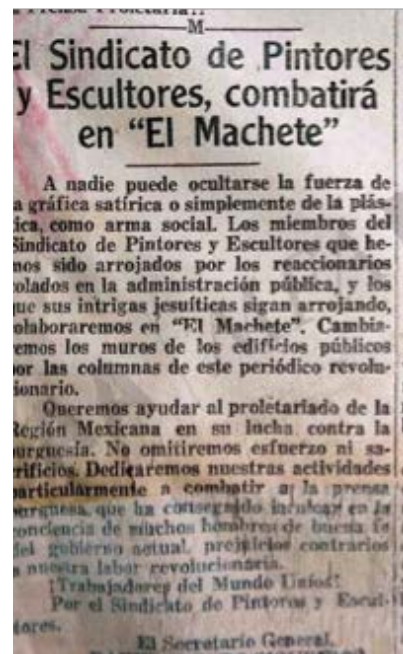 M
El Sindicato de Pintores
y Escultores, combatirá
en “El Machete”
A nadie puede ocultarse la fuerza de
la gráfica satírica o simplemente de la plás-
tica, como arma social. Los miembros del
Sindicato de Pintores y Escultores que he-
mos sido arrojados por los reaccionarios
colados en la administración pública, y los
que sus intrigas jesuíticas sigan arrojando,
colaboraremos en “El Machete”. Cambia-
remos los muros de los edificios públicos
por las columnas de este periódico revolu-
cionario.
Queremos ayudar al proletariado de la
Región Mexicana en su lucha contra la
burguesía. No omitiremos esfuerzo ni sa-
crificios. Dedicaremos nuestras actividades
particularmente a combatir a la prensa
burguesa, que ha conseguido inculcar en la
conciencia de muchos hombres de buena fe
del gobierno actual, prejuicios contrarios
a nuestra labor revolucionaria.
¡Trabajadores del Mundo Uníos!
Por el Sindicato de Pintores y Escul-
tores.
El Secretario General,